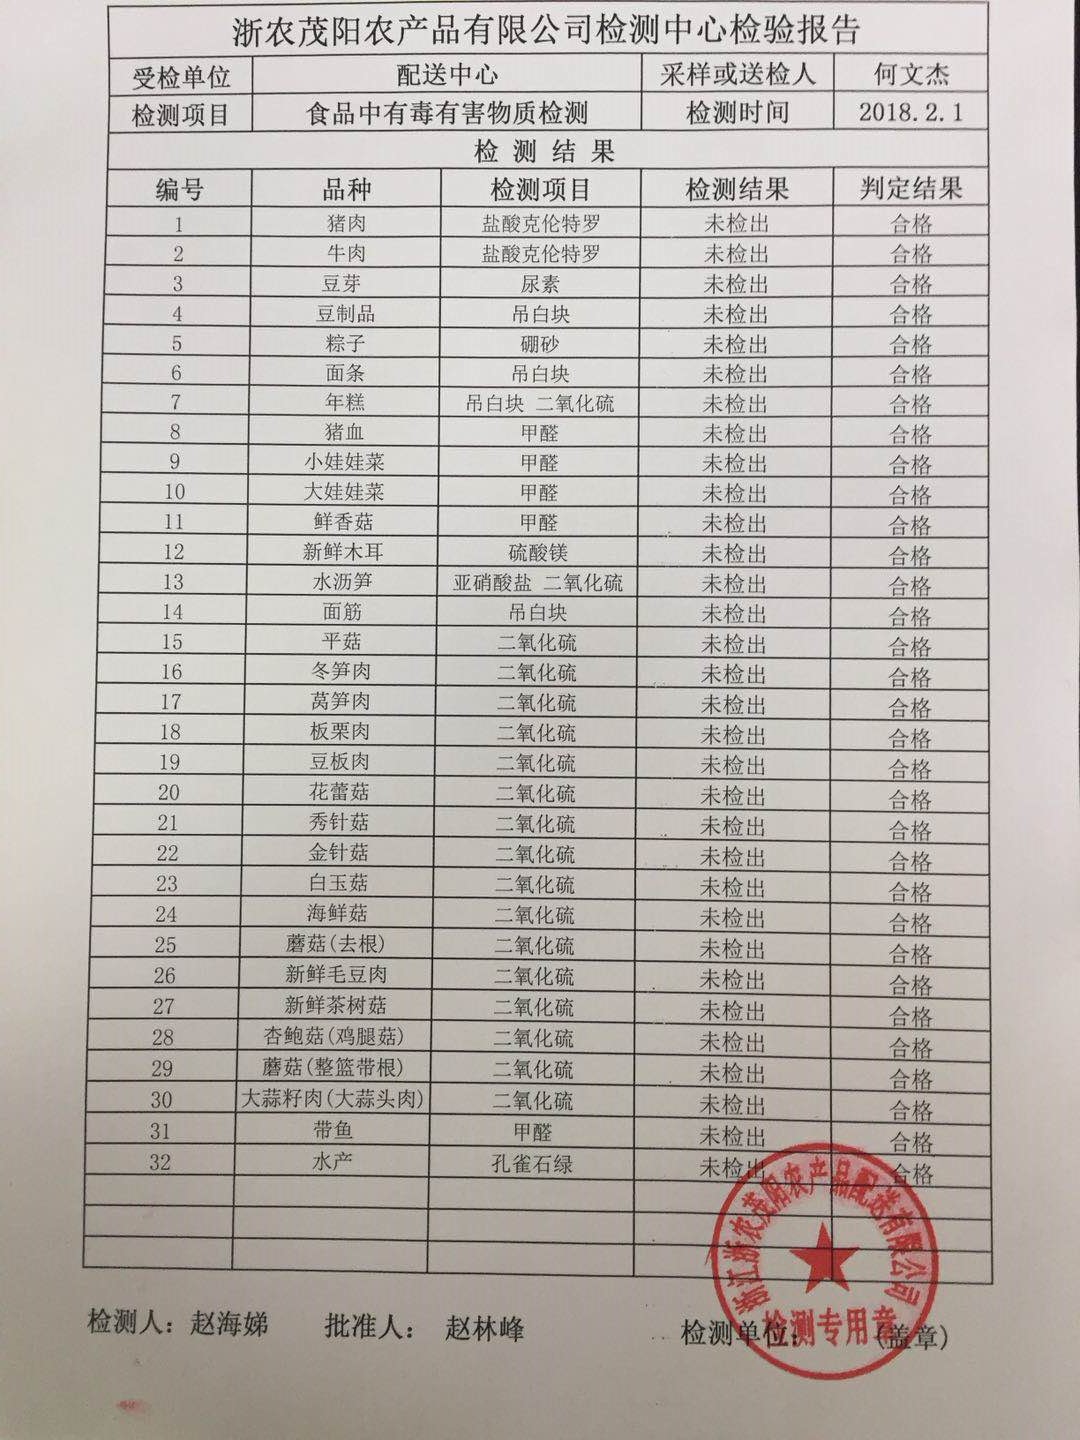 浙农茂阳农产品有限公司检测中心检验报告
受检单位 配送中心 采样或送检人 何文杰
检测项目 食品中有毒有害物质检测 检测时间 2018.2.1
检 测 结 果
编号 品种 检测项目 检测结果 判定结果
1 猪肉 盐酸克伦特罗 未检出 合格
2 牛肉 盐酸克伦特罗 未检出 合格
3 豆芽 尿素 未检出 合格
4 豆制品 吊白块 未检出 合格
5 粽子 硼砂 未检出 合格
6 面条 吊白块 未检出 合格
7 年糕 吊白块 二氧化硫 未检出 合格
8 猪血 甲醛 未检出 合格
9 小娃娃菜 甲醛 未检出 合格
10 大娃娃菜 甲醛 未检出 合格
11 鲜香菇 甲醛 未检出 合格
12 新鲜木耳 硫酸镁 未检出 合格
13 水沥笋 亚硝酸盐 二氧化硫 未检出 合格
14 面筋 吊白块 未检出 合格
15 平菇 二氧化硫 未检出 合格
16 冬笋肉 二氧化硫 未检出 合格
17 莴笋肉 二氧化硫 未检出 合格
18 板栗肉 二氧化硫 未检出 合格
19 豆板肉 二氧化硫 未检出 合格
20 花蕾菇 二氧化硫 未检出 合格
21 秀针菇 二氧化硫 未检出 合格
22 金针菇 二氧化硫 未检出 合格
23 白玉菇 二氧化硫 未检出 合格
24 海鲜菇 二氧化硫 未检出 合格
25 蘑菇(去根) 二氧化硫 未检出 合格
26 新鲜毛豆肉 二氧化硫 未检出 合格
27 新鲜茶树菇 二氧化硫 未检出 合格
28 杏鲍菇(鸡腿菇) 二氧化硫 未检出 合格
29 蘑菇(整篮带根) 二氧化硫 未检出 合格
30 大蒜籽肉(大蒜头肉) 二氧化硫 未检出 合格
31 带鱼 甲醛 未检出 合格
32 水产 孔雀石绿 未检出 合格
浙江浙农茂阳农产品配送有限公司
检测专用章
检测人：赵海娣 批准人： 赵林峰 检测单位： (盖章)